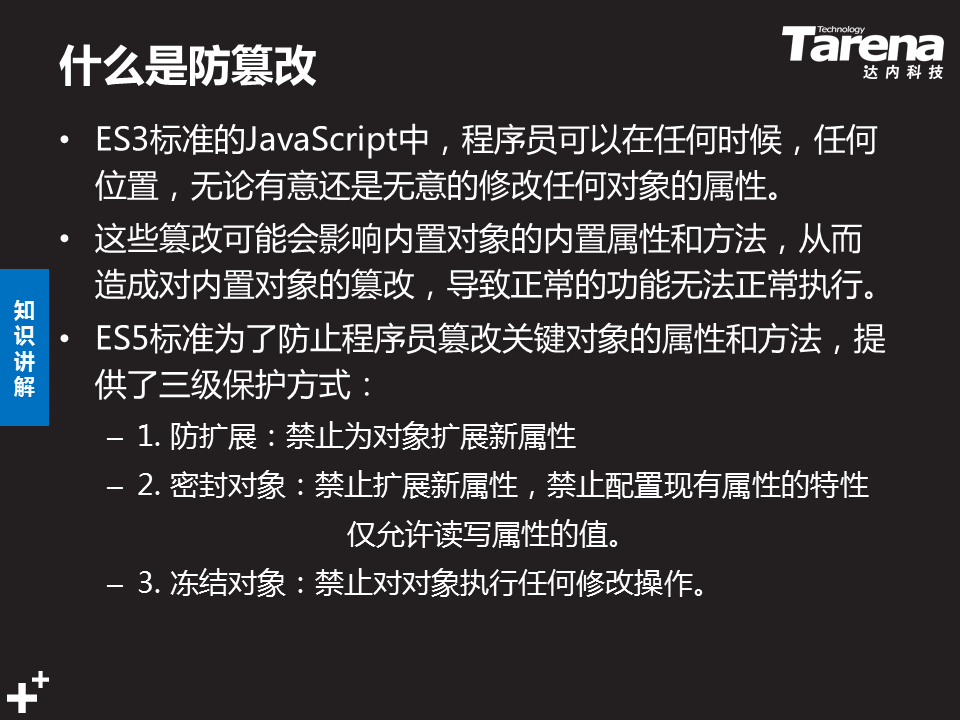 什么是防篡改
Technology
Tarena
达内科技
• ES3标准的JavaScript中，程序员可以在任何时候，任何
位置，无论有意还是无意的修改任何对象的属性。
• 这些篡改可能会影响内置对象的内置属性和方法，从而
造成对内置对象的篡改，导致正常的功能无法正常执行。
知识讲解
• ES5标准为了防止程序员篡改关键对象的属性和方法，提
供了三级保护方式：
– 1. 防扩展：禁止为对象扩展新属性
– 2. 密封对象：禁止扩展新属性，禁止配置现有属性的特性
仅允许读写属性的值。
– 3. 冻结对象：禁止对对象执行任何修改操作。